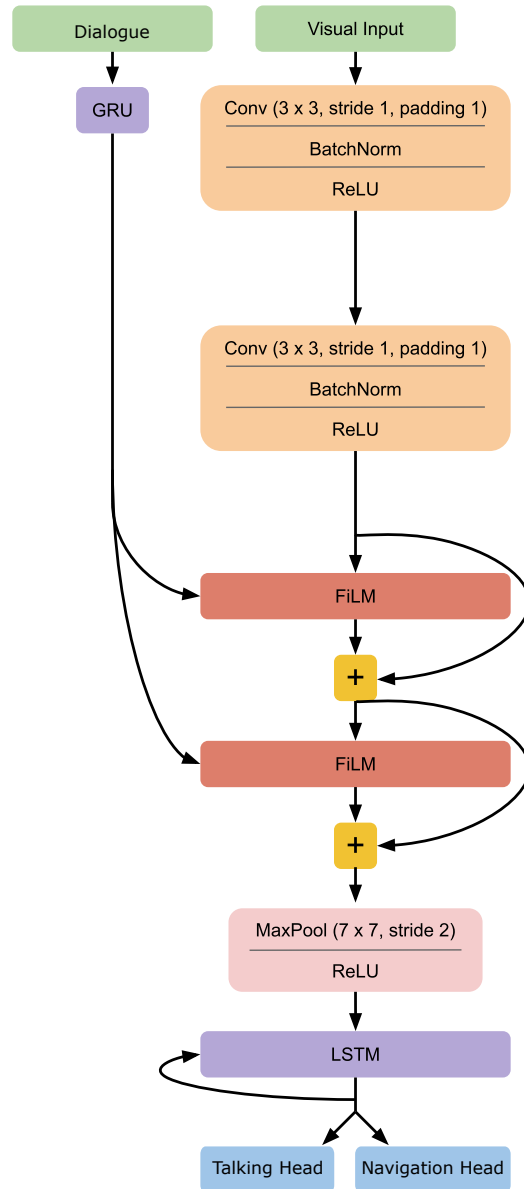 Dialogue
Visual Input
GRU
Conv (3 x 3, stride 1, padding 1)
BatchNorm
ReLU
Conv (3 x 3, stride 1, padding 1)
BatchNorm
ReLU
FiLM
+
FiLM
+
MaxPool (7 x 7, stride 2)
ReLU
LSTM
Talking Head
Navigation Head